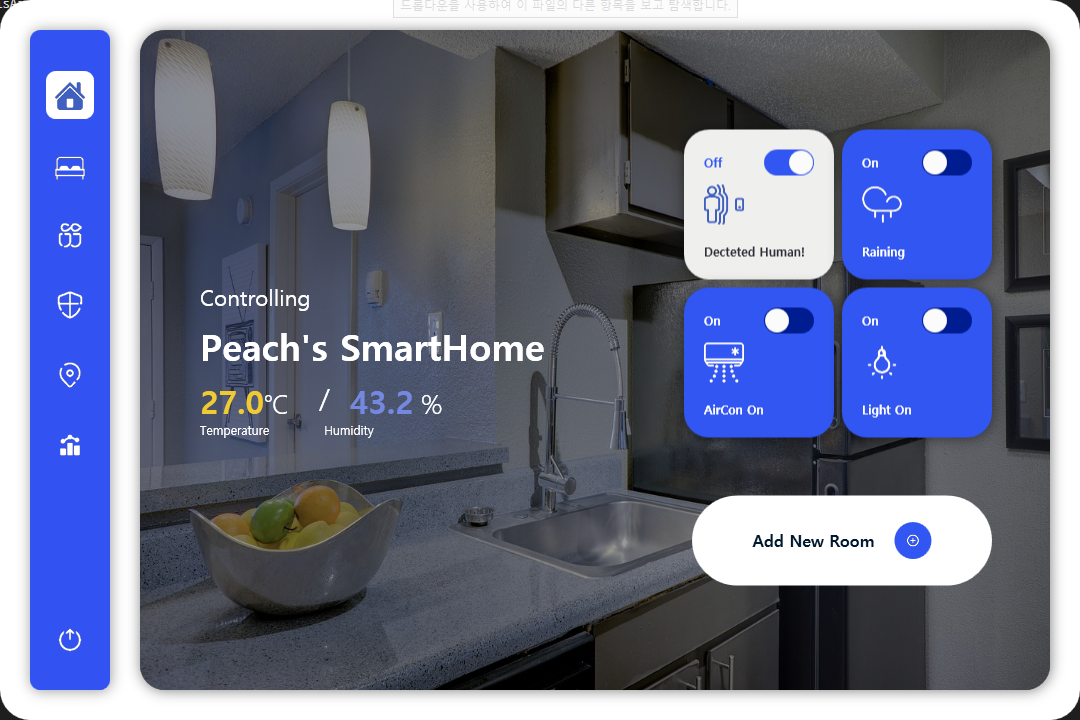 드롭다운을 사용하여 이 파일의 다른 항목을 보고 탐색합니다.
Off
On
Decteted Human!
Raining
Controlling
Peach's SmartHome
27.0℃ / 43.2 %
Temperature
Humidity
On
On
AirCon On
Light On
Add New Room